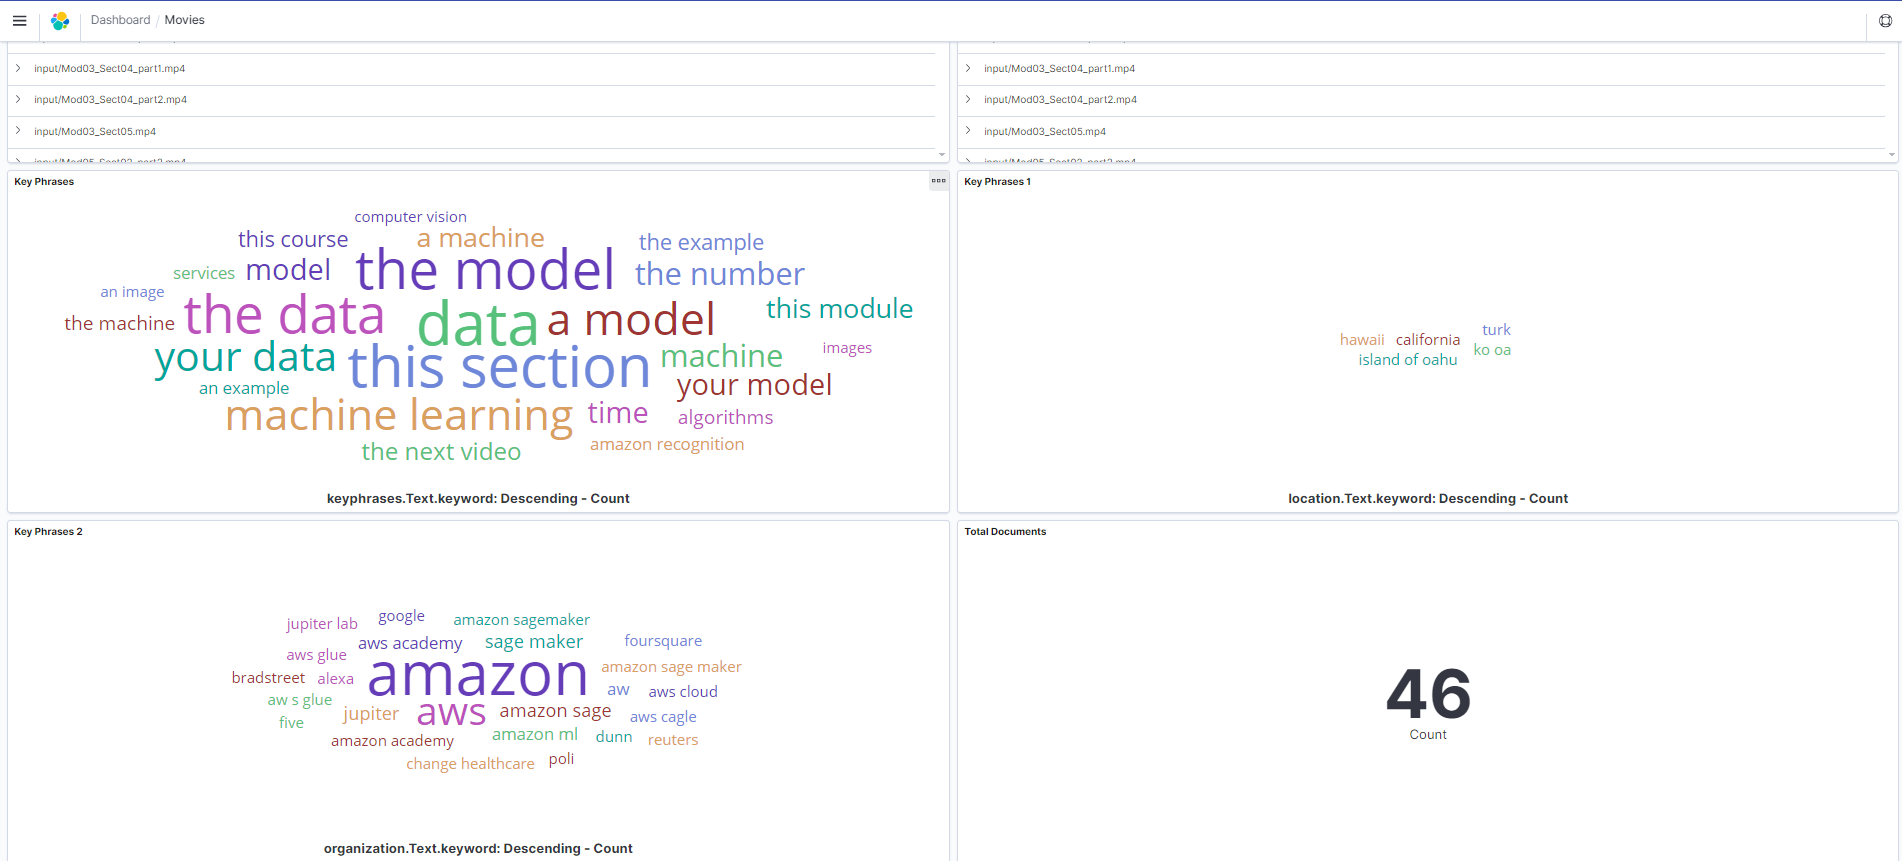 Dashboard / Movies
input/Mod03_Sect04_part1.mp4
input/Mod03_Sect04_part2.mp4
input/Mod03_Sect05.mp4
input/Mod05_Sect02_part2.mp4
input/Mod03_Sect04_part1.mp4
input/Mod03_Sect04_part2.mp4
input/Mod03_Sect05.mp4
Key Phrases
computer vision
this course
a machine
the example
services
model
the model
the number
an image
the data
data
a model
this module
the machine
your data
this section
machine
images
an example
your model
machine learning
time
algorithms
the next video
amazon recognition
keyphrases.Text.keyword: Descending - Count
Key Phrases 1
turk
hawaii
california
ko oa
island of oahu
location.Text.keyword: Descending - Count
Key Phrases 2
jupiter lab
google
amazon sagemaker
aws academy
sage maker
foursquare
aws glue
amazon
amazon sage maker
bradstreet
alexa
aw
aws cloud
aw s glue
five
jupiter
aws
amazon sage
aws cagle
amazon academy
amazon ml
dunn
reuters
change healthcare
poli
organization.Text.keyword: Descending - Count
Total Documents
46
Count